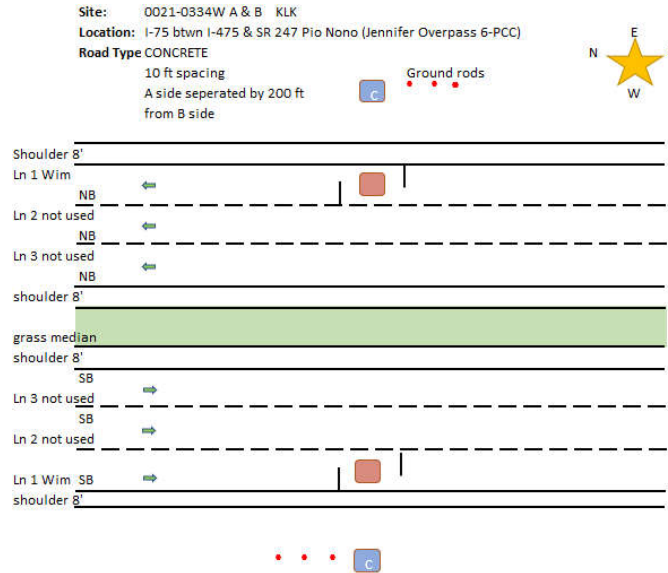 Site: 0021-0334W A & B KLK
Location: I-75 btwn I-475 & SR 247 Pio Nono (Jennifer Overpass 6-PCC)
Road Type CONCRETE
10 ft spacing
A side seperated by 200 ft
from B side
Ground rods
C
E
N
W
Shoulder 8'
Ln 1 Wim
NB
Ln 2 not used
NB
Ln 3 not used
NB
shoulder 8'
grass median
shoulder 8'
SB
Ln 3 not used
SB
Ln 2 not used
Ln 1 Wim SB
shoulder 8'
C